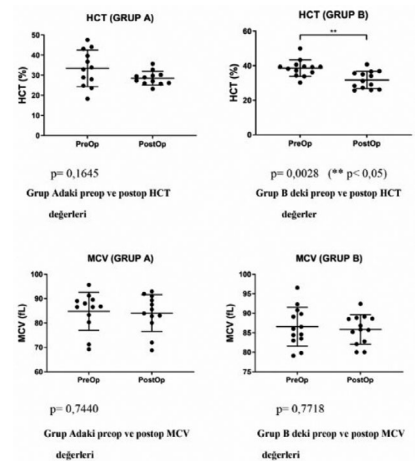 HCT (GRUP A)
HCT (%)
50
40
30
20
10
0
PreOp
PostOp
p= 0,1645
Grup Adaki preop ve postop HCT
değerleri
HCT (GRUP B)
HCT (%)
60
40
20
0
**
PreOp
PostOp
p= 0,0028 (** p< 0,05)
Grup B deki preop ve postop HCT
değerler
MCV (GRUP A)
MCV (fL)
100
90
80
70
60
PreOp
PostOp
p= 0,7440
Grup Adaki preop ve postop MCV
değerleri
MCV (GRUP B)
MCV (fL)
100
95
90
85
80
75
PreOp
PostOp
p= 0,7718
Grup B deki preop ve postop MCV
değerleri